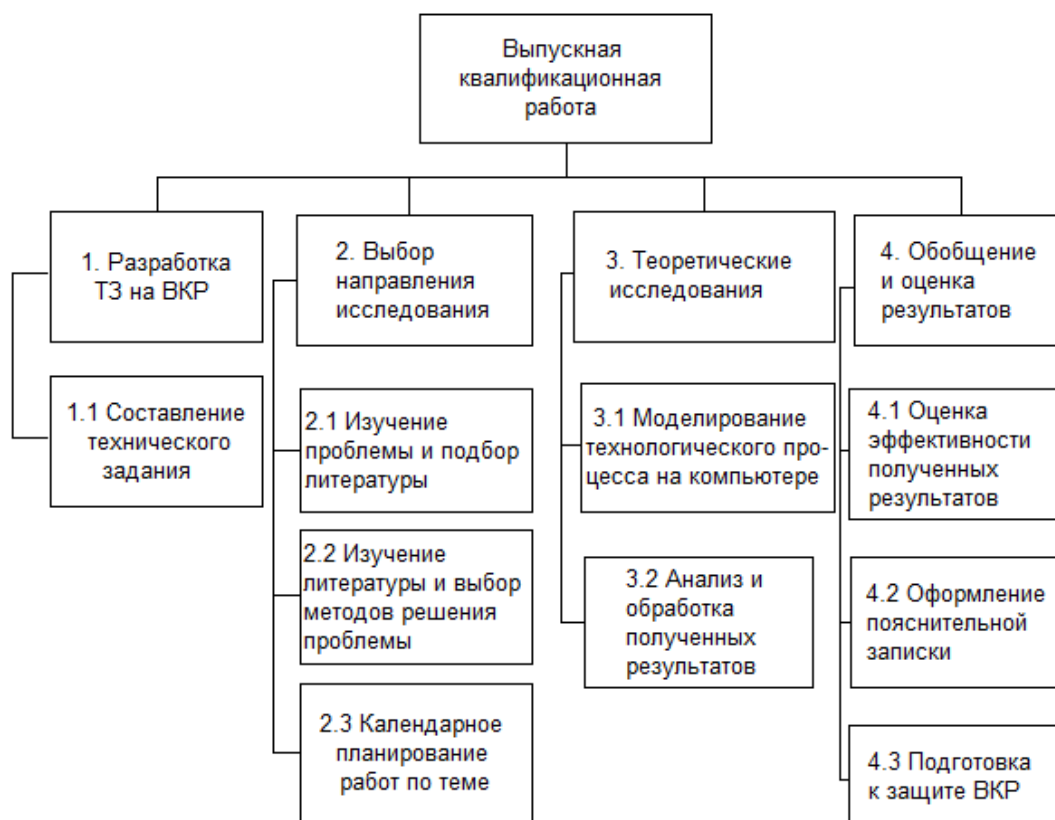 Выпускная
квалификационная
работа
1. Разработка
ТЗ на ВКР
1.1 Составление
технического
задания
2. Выбор
направления
исследования
2.1 Изучение
проблемы и подбор
литературы
2.2 Изучение
литературы и выбор
методов решения
проблемы
2.3 Календарное
планирование
работ по теме
3. Теоретические
исследования
3.1 Моделирование
технологического про-
цесса на компьютере
3.2 Анализ и
обработка
полученных
результатов
4. Обобщение
и оценка
результатов
4.1 Оценка
эффективности
полученных
результатов
4.2 Оформление
пояснительной
записки
4.3 Подготовка
к защите ВКР